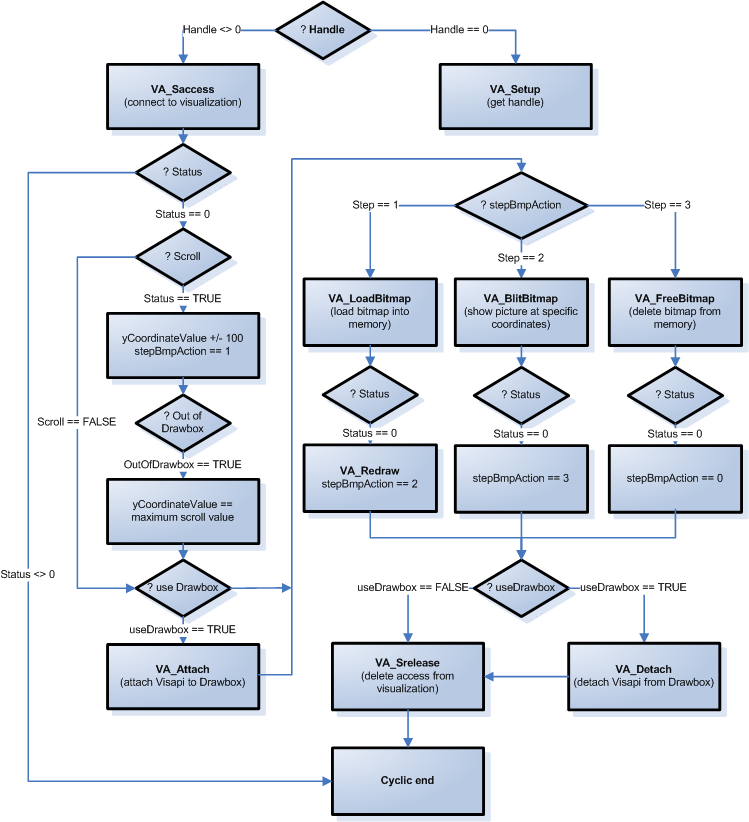 ? Handle
Handle <> 0
Handle == 0
VA_Saccess
(connect to visualization)
VA_Setup
(get handle)
? Status
Status == 0
? Scroll
Status == TRUE
yCoordinateValue +/- 100
stepBmpAction == 1
? Out of
Drawbox
Scroll == FALSE
OutOfDrawbox == TRUE
yCoordinateValue ==
maximum scroll value
Status <> 0
? use Drawbox
useDrawbox == TRUE
VA_Attach
(attach Visapi to Drawbox)
? stepBmpAction
Step == 1
Step == 2
Step == 3
VA_LoadBitmap
(load bitmap into
memory)
VA_BlitBitmap
(show picture at specific
coordinates)
VA_FreeBitmap
(delete bitmap from
memory)
? Status
? Status
? Status
Status == 0
Status == 0
Status == 0
VA_Redraw
stepBmpAction == 2
stepBmpAction == 3
stepBmpAction == 0
? useDrawbox
useDrawbox == FALSE
useDrawbox == TRUE
VA_Srelease
(delete access from
visualization)
VA_Detach
(detach Visapi from Drawbox)
Cyclic end